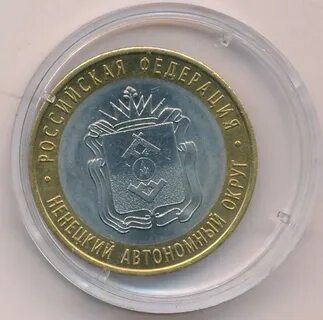 РОССИЙСКАЯ ФЕДЕРАЦИЯ
НЕНЕЦКИЙ АВТОНОМНЫЙ ОКРУГ